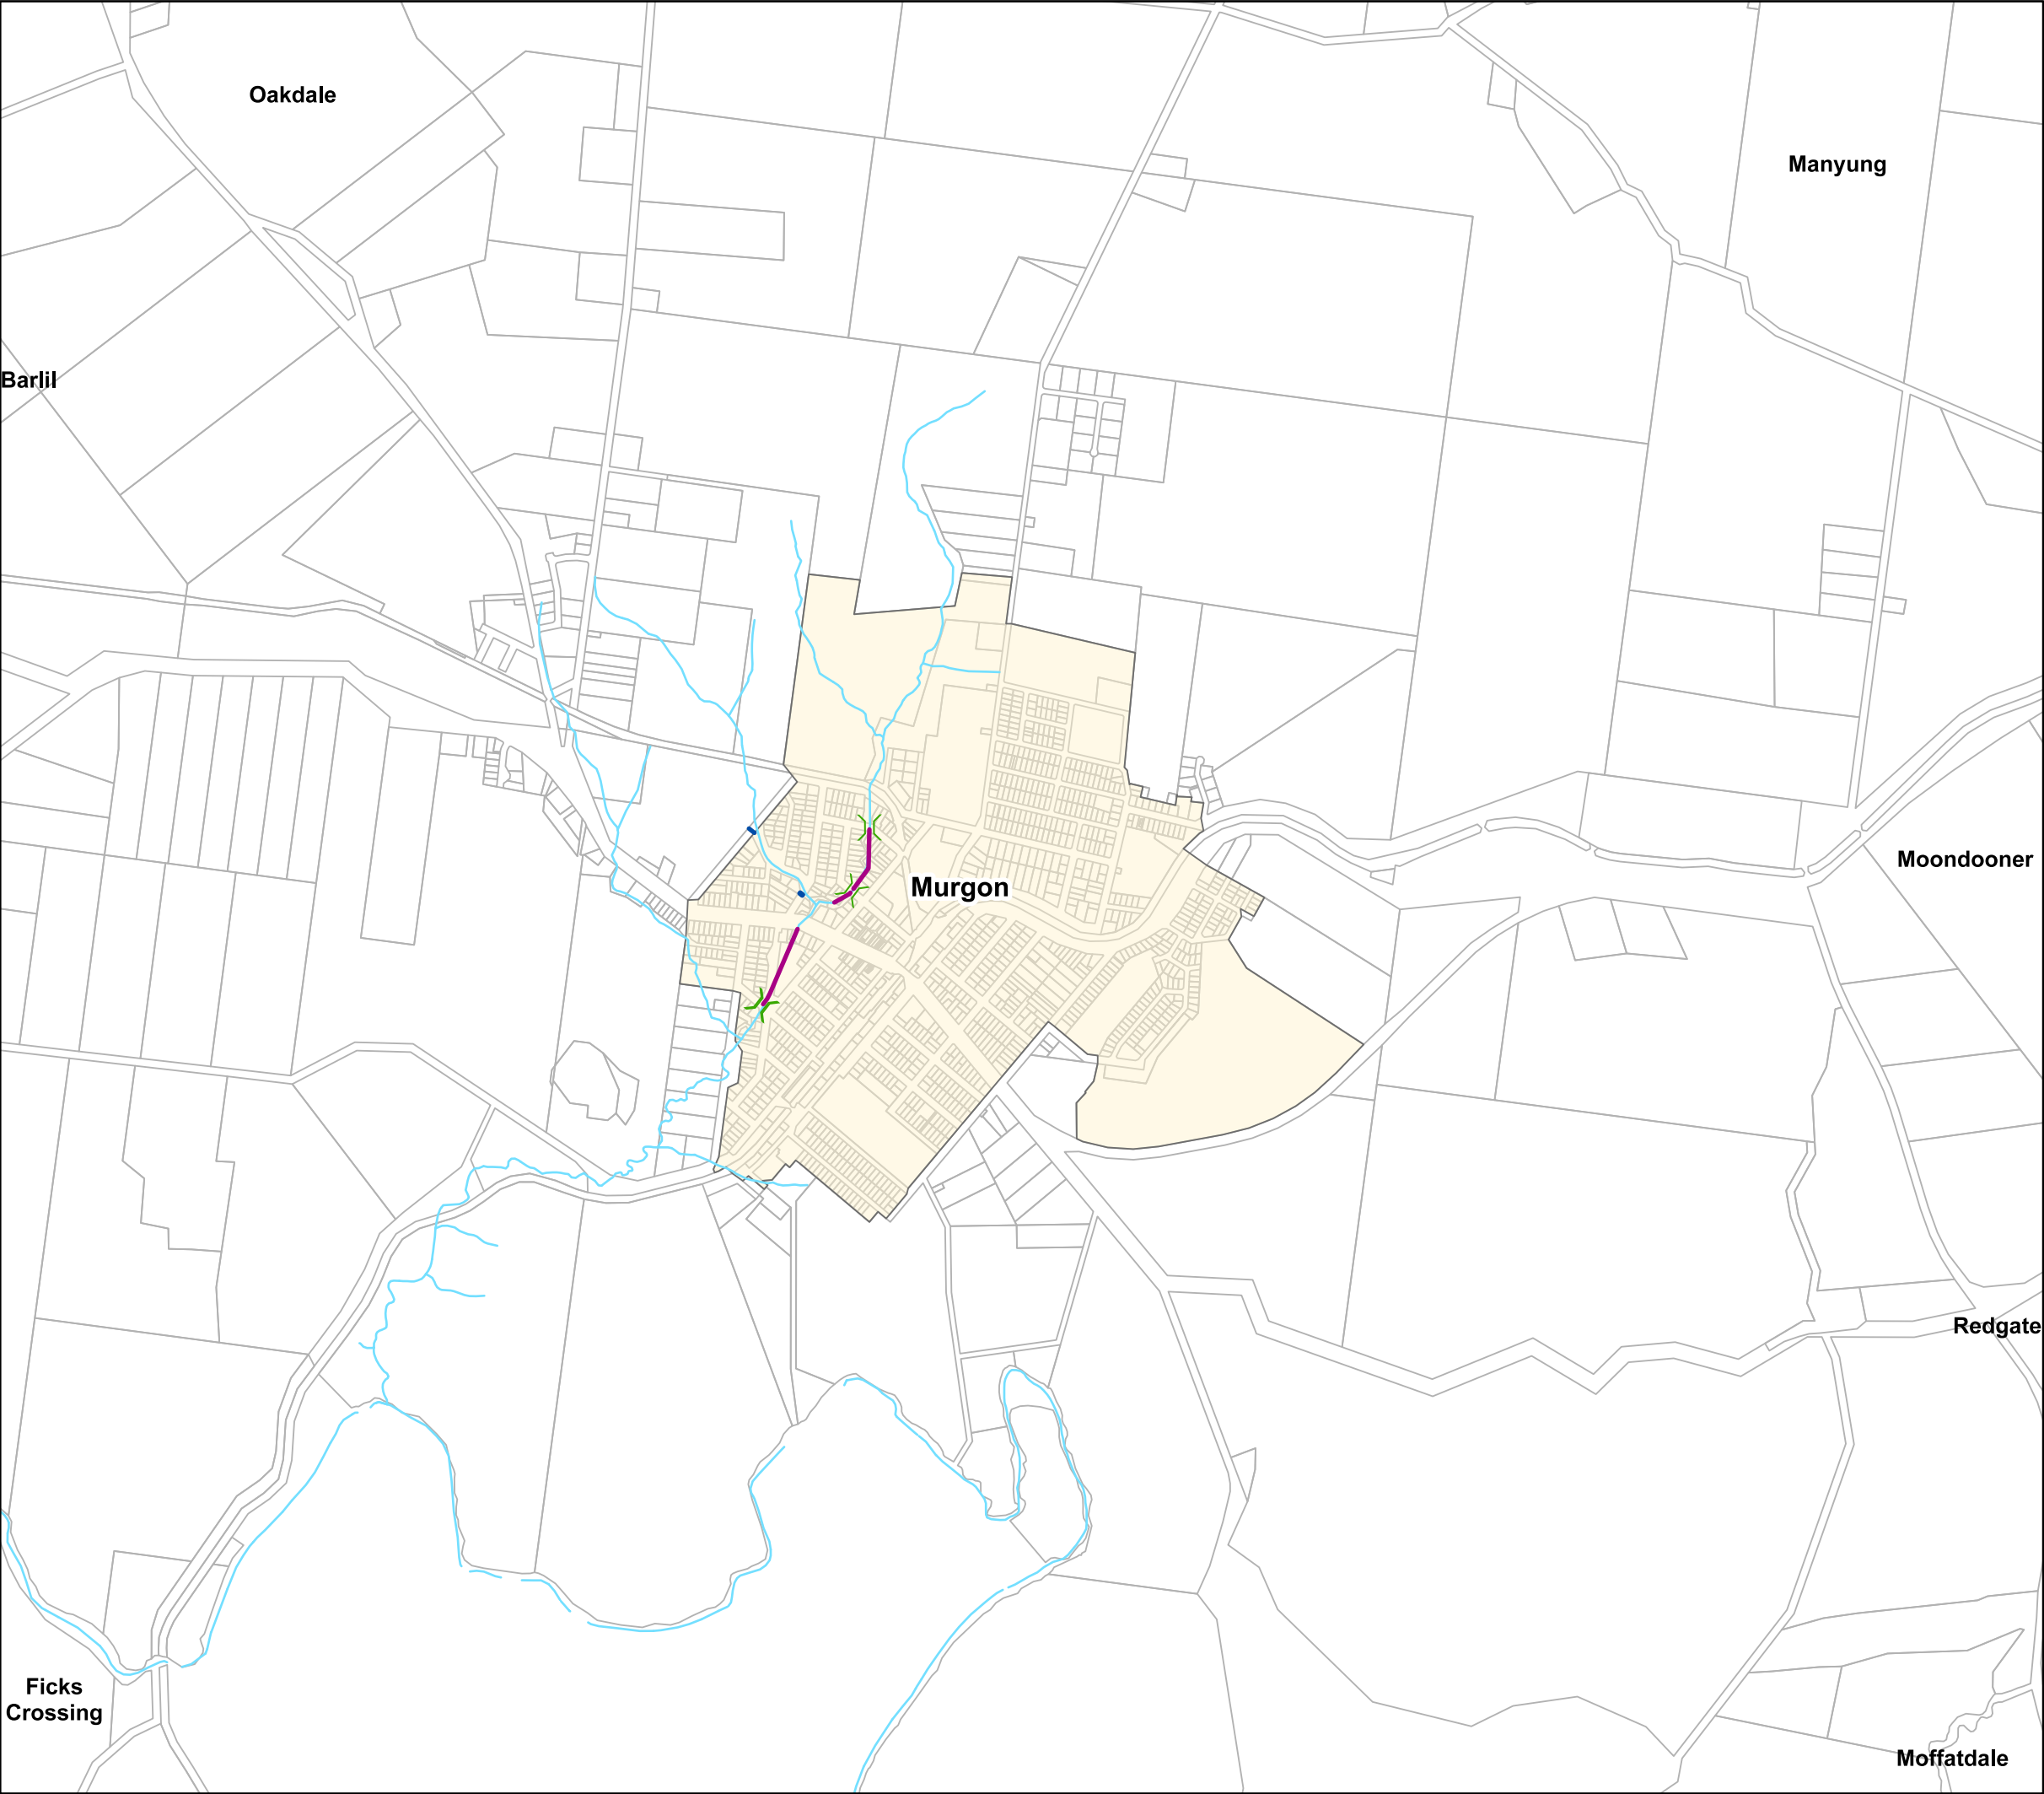 Oakdale
Manyung
Barlil
Moondooner
Murgon
Redgate
Ficks
Crossing
Moffatdale